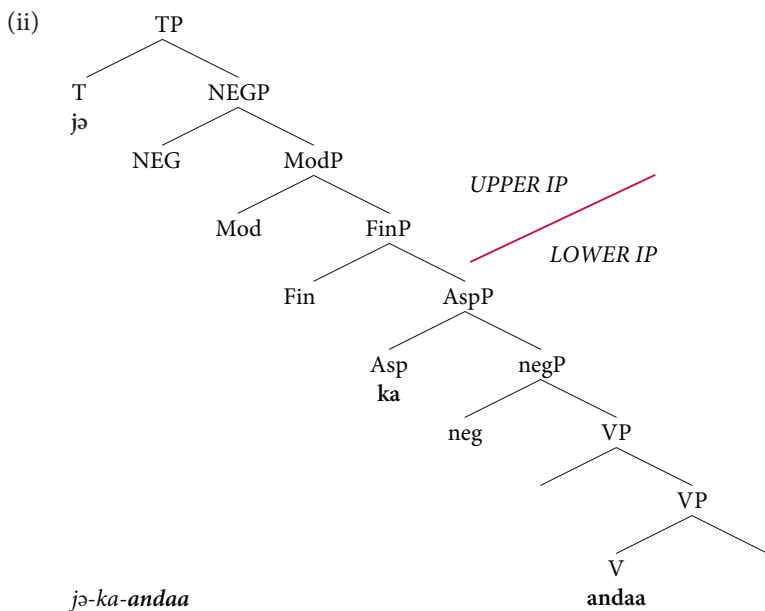 (ii)
TP
T
NEGP
jə
NEG
ModP
UPPER IP
Mod
FinP
LOWER IP
Fin
AspP
Asp
negP
ka
neg
VP
VP
V
jə-ka-andaa
andaa